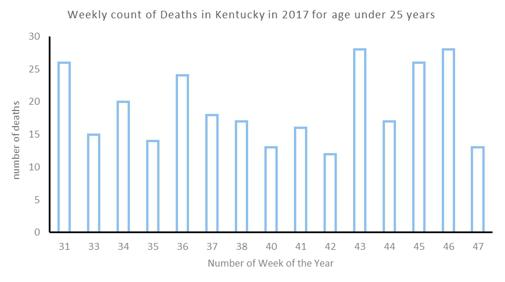 Weekly count of Deaths in Kentucky in 2017 for age under 25 years
number of deaths
30
25
20
15
10
5
0
31 33 34 35 36 37 38 40 41 42 43 44 45 46 47
Number of Week of the Year